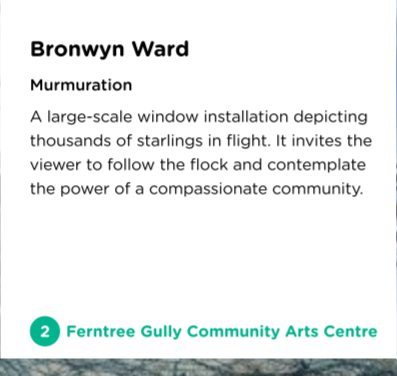 Bronwyn Ward
Murmuration
A large-scale window installation depicting
thousands of starlings in flight. It invites the
viewer to follow the flock and contemplate
the power of a compassionate community.
2 Ferntree Gully Community Arts Centre